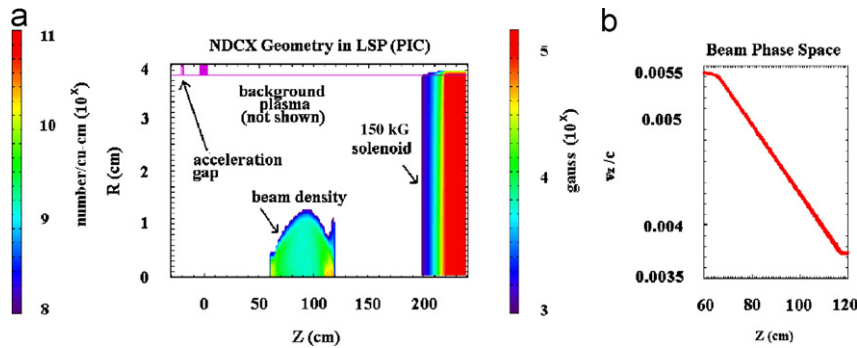 a
NDCX Geometry in LSP (PIC)
number/cu-cm (10^x)
11
10
9
8
R (cm)
4
3
2
1
0
background
plasma
(not shown)
acceleration
gap
150 kG
solenoid
beam density
0
50
100
150
200
Z (cm)
gauss (10^x)
5
4
3
b
Beam Phase Space
vz/c
0.0055
0.005
0.004
0.0035
60
80
100
120
Z (cm)